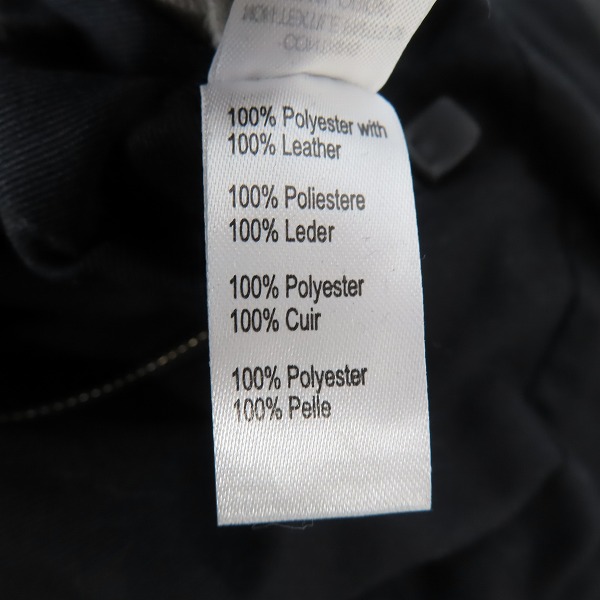 100% Polyester with
100% Leather
100% Poliestere
100% Leder
100% Polyester
100% Cuir
100% Polyester
100% Pelle